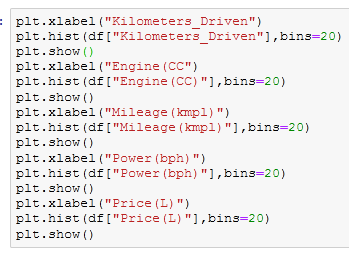 plt.xlabel("Kilometers_Driven")
plt.hist(df["Kilometers_Driven"],bins=20)
plt.show()
plt.xlabel("Engine(CC)")
plt.hist(df["Engine(CC)"],bins=20)
plt.show()
plt.xlabel("Mileage(kmpl)")
plt.hist(df["Mileage(kmpl)"],bins=20)
plt.show()
plt.xlabel("Power(bph)")
plt.hist(df["Power(bph)"],bins=20)
plt.show()
plt.xlabel("Price(L)")
plt.hist(df["Price(L)"],bins=20)
plt.show()